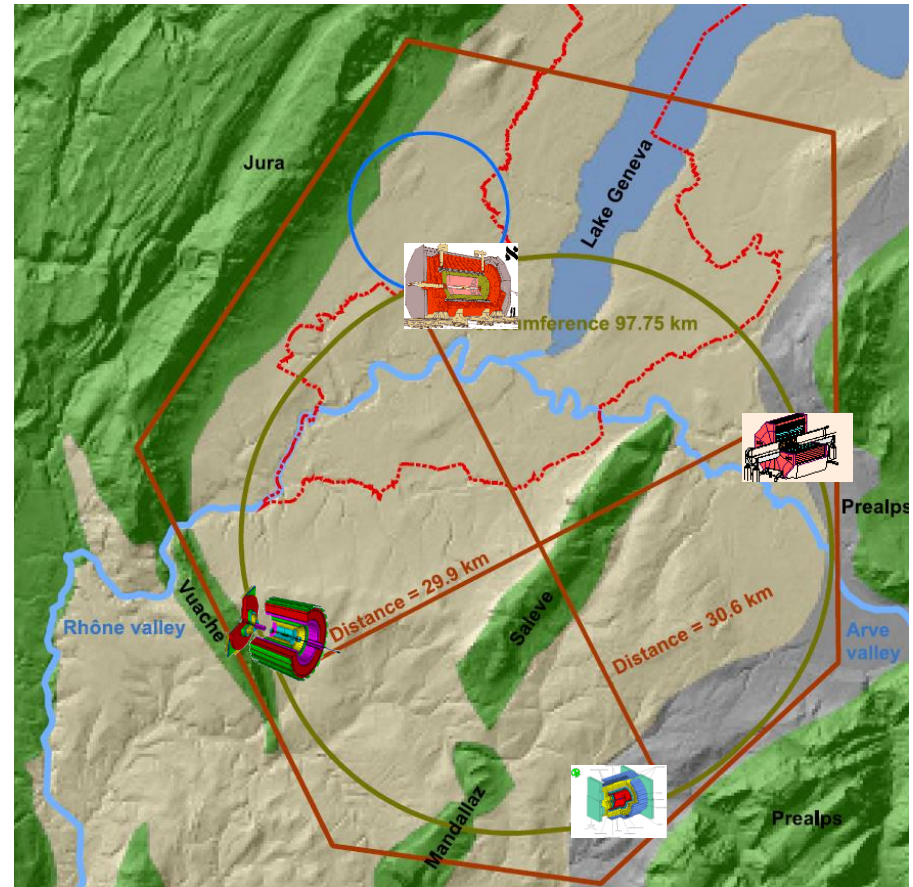 Jura
Lake Geneva
umference 97.75 km
Prealps
Distance = 29.9 km
Vuache
Rhône valley
Saleve
Distance = 30.6 km
Arve
valley
Mandallaz
Prealps